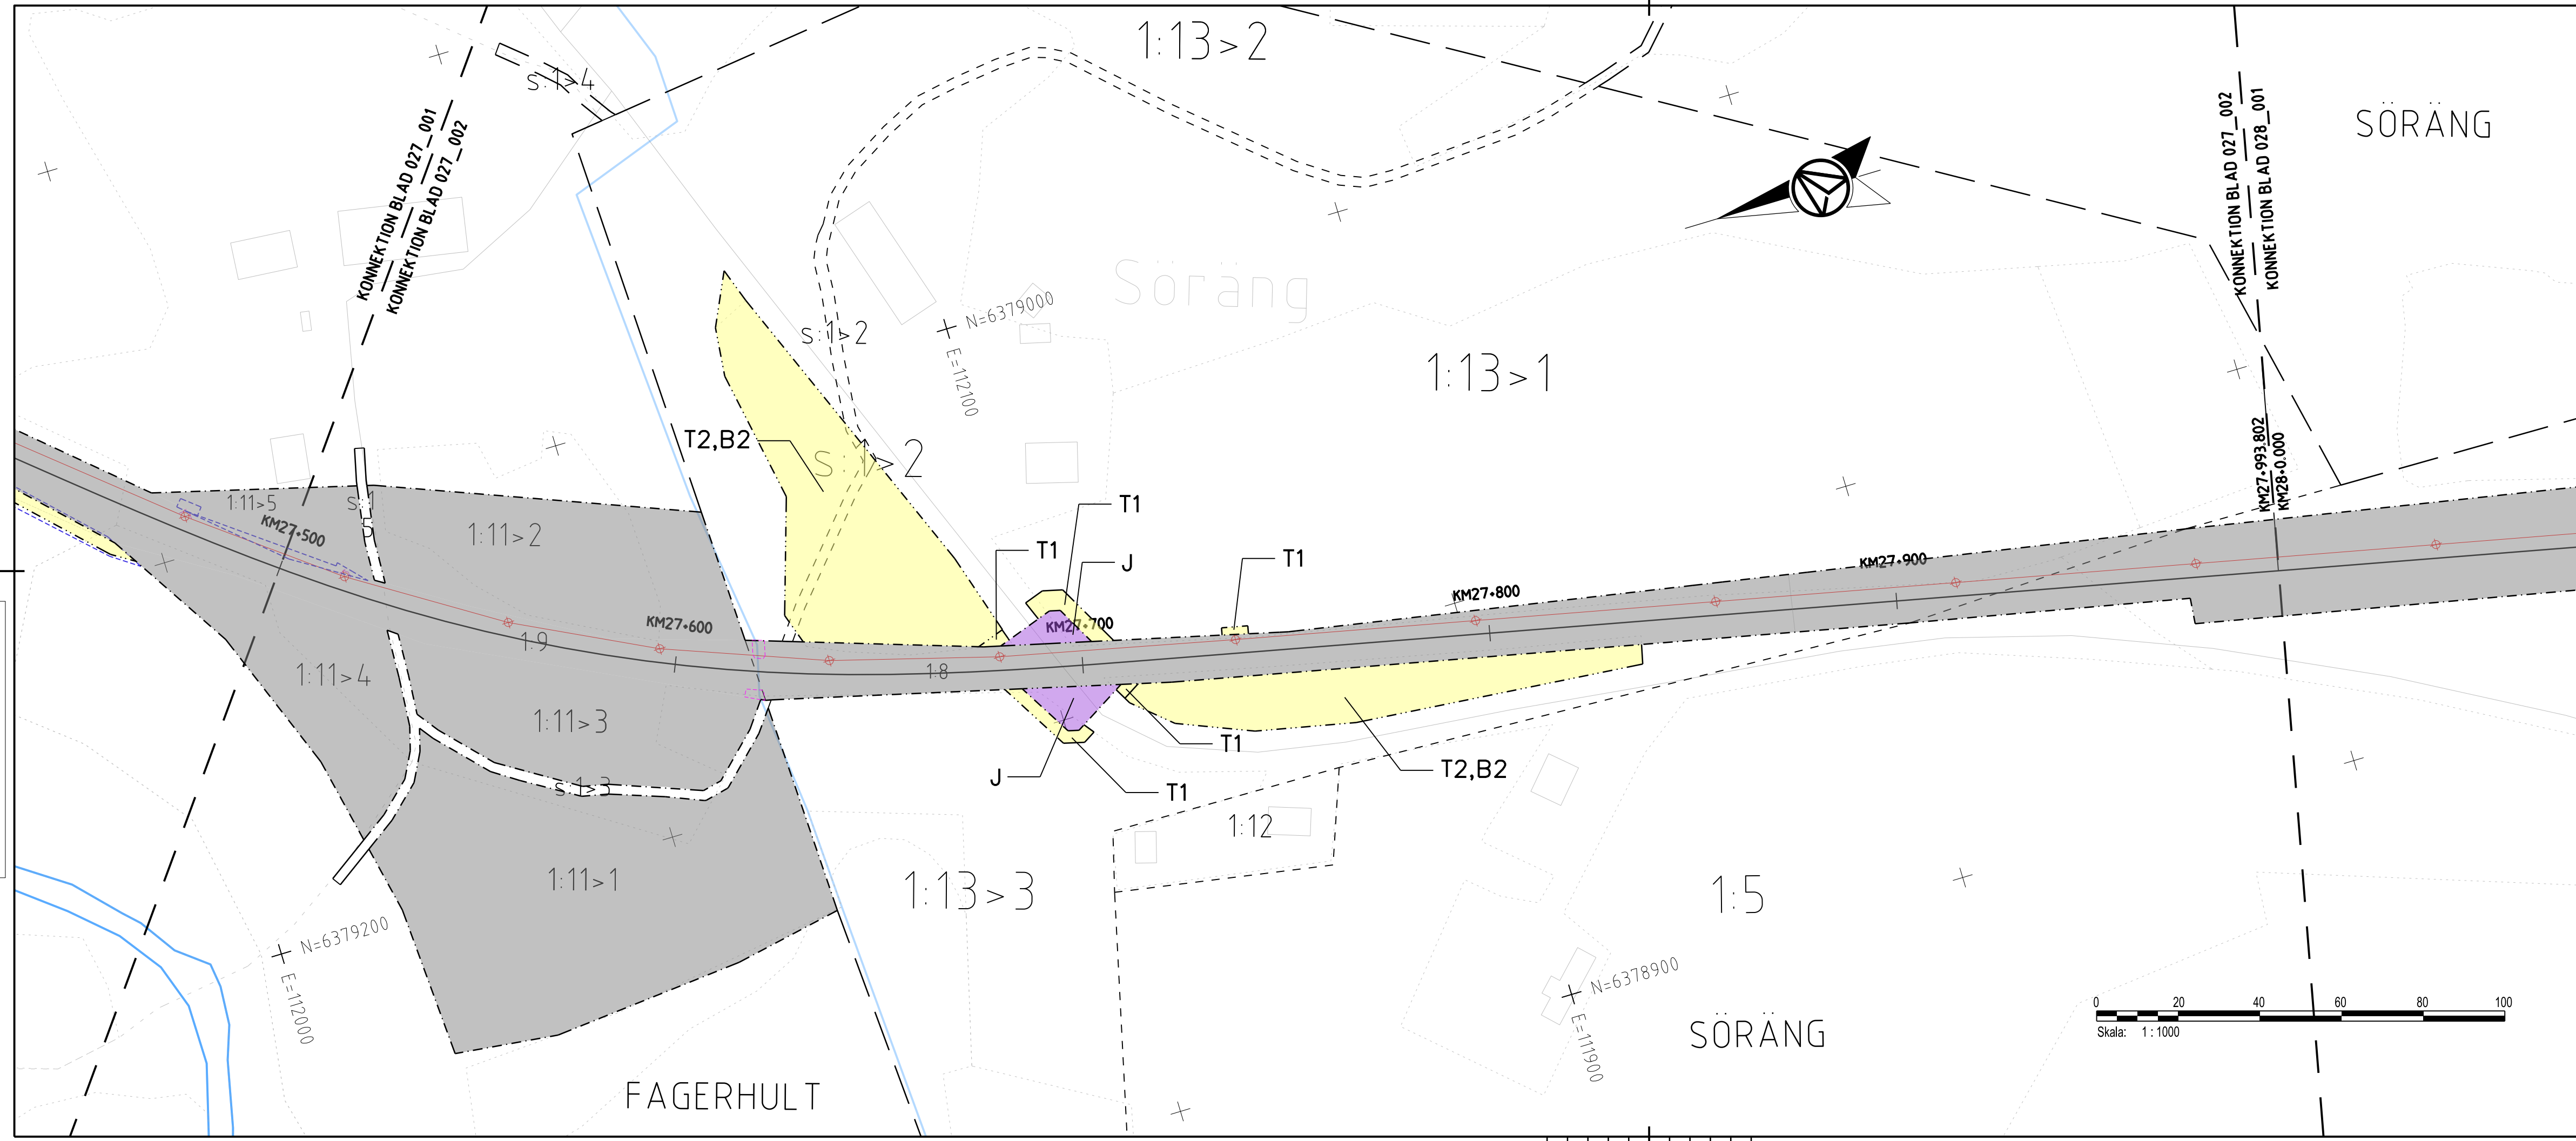 1:13>2
s:1>4
SÖRÄNG
KONNEKTION BLAD 027_001
KONNEKTION BLAD 027_002
KONNEKTION BLAD 027_002
KONNEKTION BLAD 028_001
Söräng
N=6379000
E=112100
s:1>2
1:13>1
T2,B2
s:1>2
KM27+993.802
KM28+0.000
1:11>5
s:1
5
KM27+500
1:11>2
T1
T1
J
T1
KM27+900
KM27+800
KM27+600
KM27+700
1:9
1:8
1:11>4
1:11>3
T1
J
T1
T2,B2
s:1>3
1:12
1:11>1
1:13>3
1:5
N=6379200
E=112000
N=6378900
E=111900
0 20 40 60 80 100
Skala: 1 : 1000
SÖRÄNG
FAGERHULT